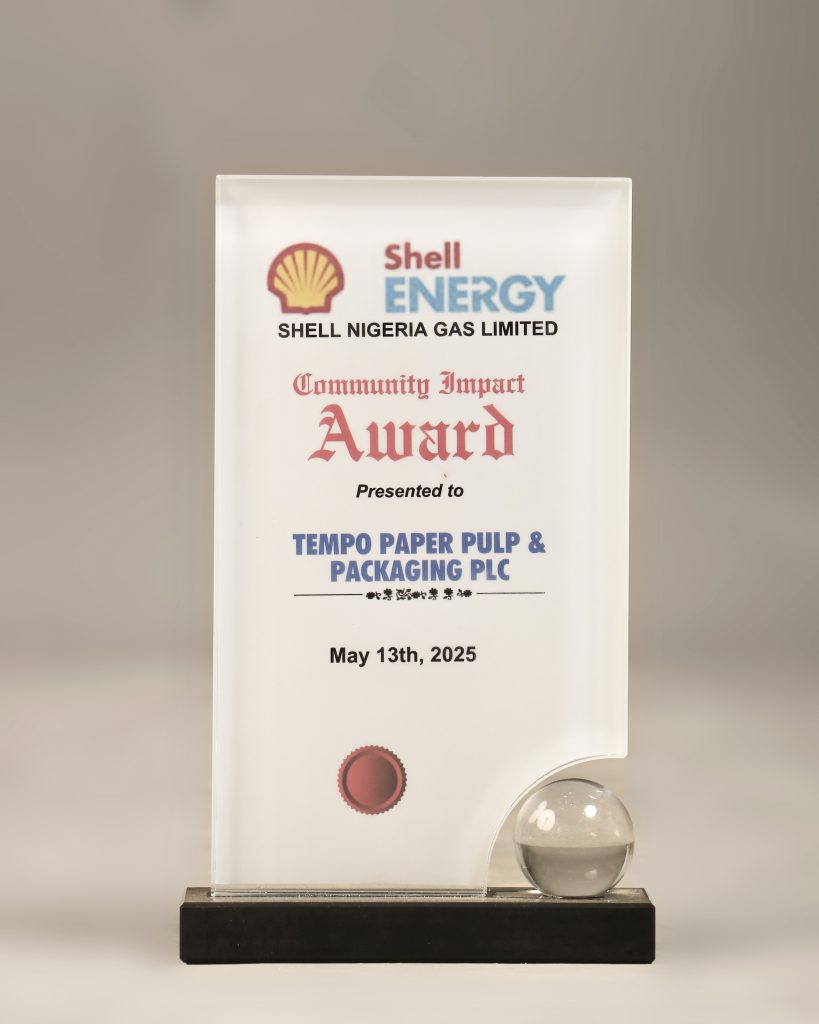 Shell
ENERGY
SHELL NIGERIA GAS LIMITED
Community Impact
Award
Presented to
TEMPO PAPER PULP &
PACKAGING PLC
May 13th, 2025